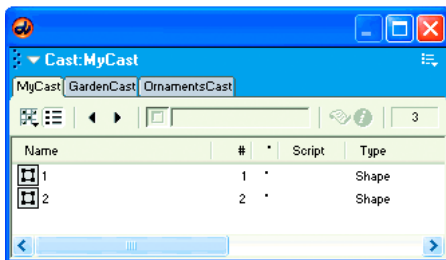 Cast:MyCast
MyCast GardenCast OrnamentsCast
3
Name # * Script Type
1 1 * Shape
2 2 * Shape